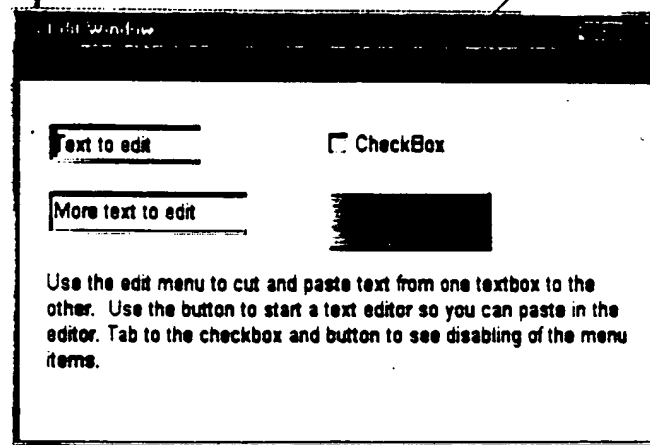 Edit Window
Text to edit
CheckBox
More text to edit
Use the edit menu to cut and paste text from one textbox to the
other. Use the button to start a text editor so you can paste in the
editor. Tab to the checkbox and button to see disabling of the menu
items.